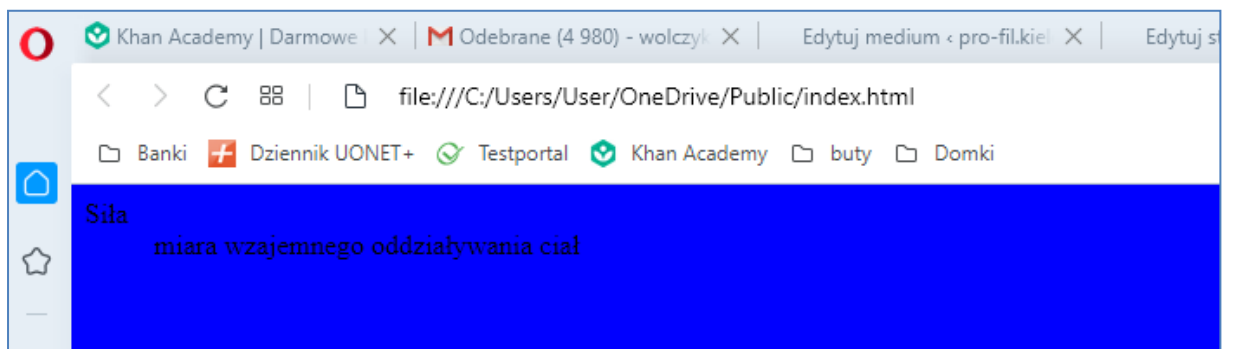 Khan Academy | Darmowe Odebrane (4 980) - wolczyk Edytuj medium ‹ pro-fil.kiel Edytuj
file:///C:/Users/User/OneDrive/Public/index.html
Banki Dziennik UONET+ Testportal Khan Academy buty Domki
Siła
miara wzajemnego oddziaływania ciał